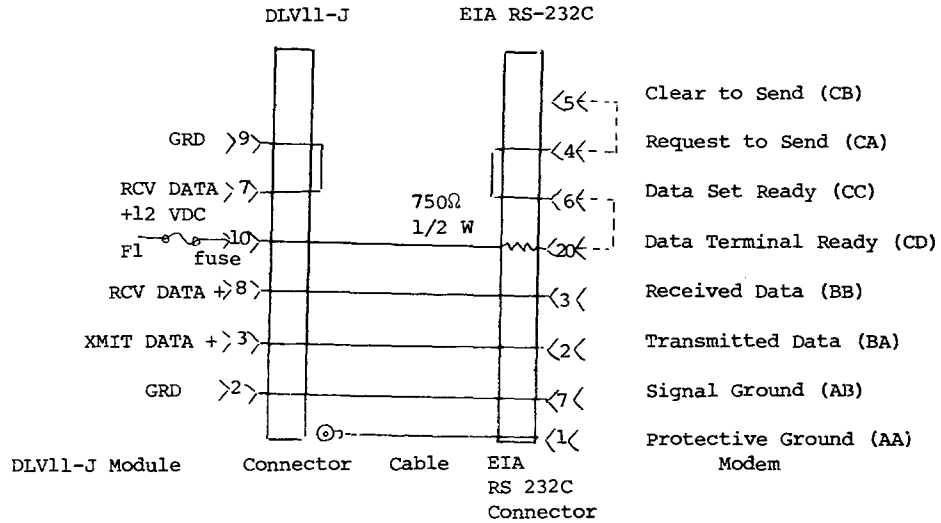 DLV11-J EIA RS-232C
5 Clear to Send (CB)
GRD 9 4 Request to Send (CA)
RCV DATA 7 6 Data Set Ready (CC)
+12 VDC 750Ω
1/2 W
F1 fuse 10 20 Data Terminal Ready (CD)
RCV DATA + 8 3 Received Data (BB)
XMIT DATA + 3 2 Transmitted Data (BA)
GRD 2 7 Signal Ground (AB)
1 Protective Ground (AA)
DLV11-J Module Connector Cable EIA Modem
RS 232C
Connector